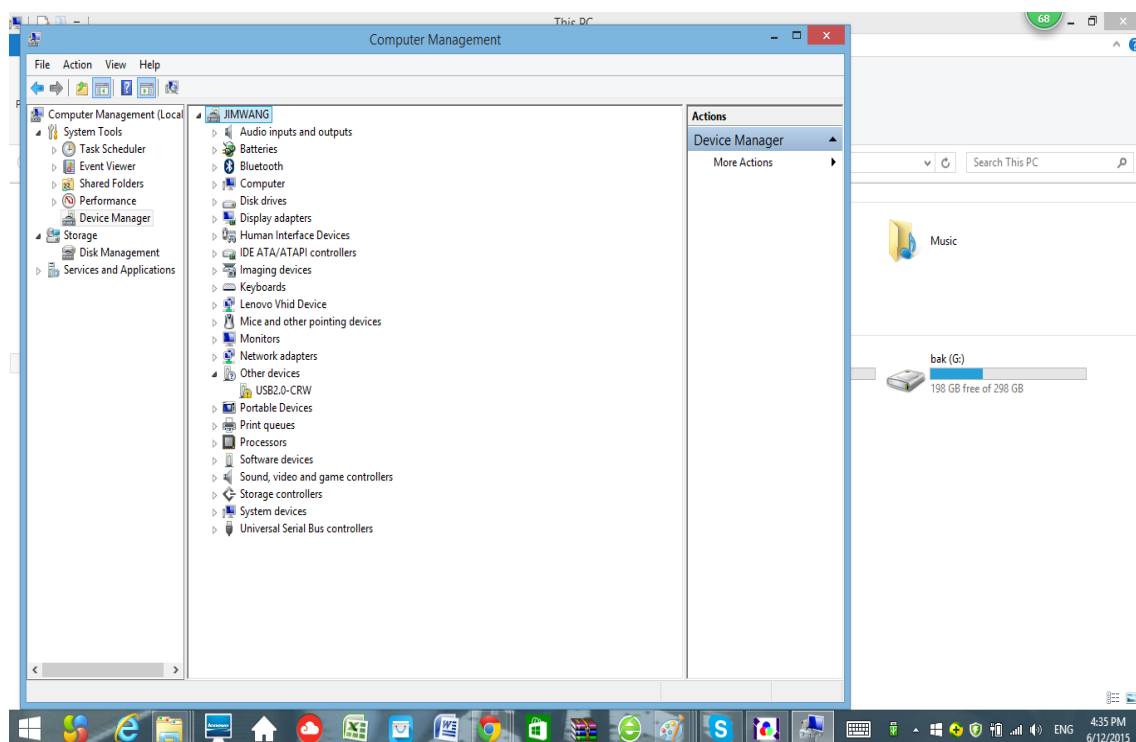 This PC
68
Computer Management
File Action View Help
Computer Management (Local
System Tools
Task Scheduler
Event Viewer
Shared Folders
Performance
Device Manager
Storage
Disk Management
Services and Applications
JIMWANG
Audio inputs and outputs
Batteries
Bluetooth
Computer
Disk drives
Display adapters
Human Interface Devices
IDE ATA/ATAPI controllers
Imaging devices
Keyboards
Lenovo Vhid Device
Mice and other pointing devices
Monitors
Network adapters
Other devices
USB2.0-CRW
Portable Devices
Print queues
Processors
Software devices
Sound, video and game controllers
Storage controllers
System devices
Universal Serial Bus controllers
Actions
Device Manager
More Actions
Search This PC
Music
bak (G:)
198 GB free of 298 GB
lenovo
ENG
4:35 PM
6/12/2015